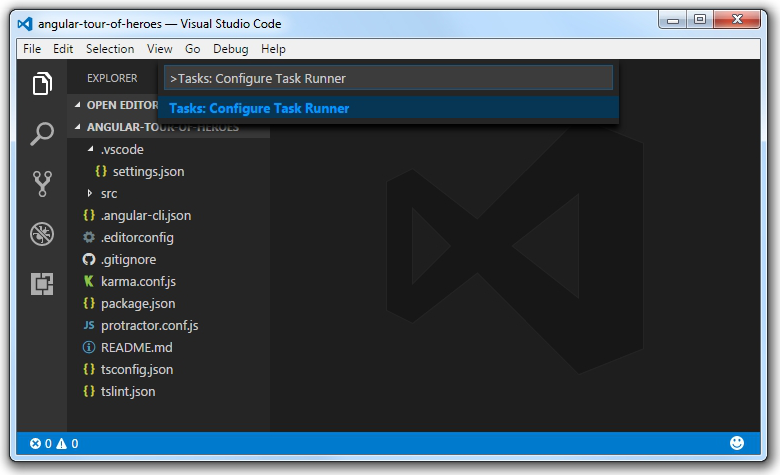 angular-tour-of-heroes — Visual Studio Code
File Edit Selection View Go Debug Help
EXPLORER
>Tasks: Configure Task Runner
Tasks: Configure Task Runner
OPEN EDITOR
ANGULAR-TOUR-OF-HEROES
.vscode
{} settings.json
src
{} .angular-cli.json
.editorconfig
.gitignore
K karma.conf.js
{} package.json
JS protractor.conf.js
README.md
{} tsconfig.json
{} tslint.json
0 0